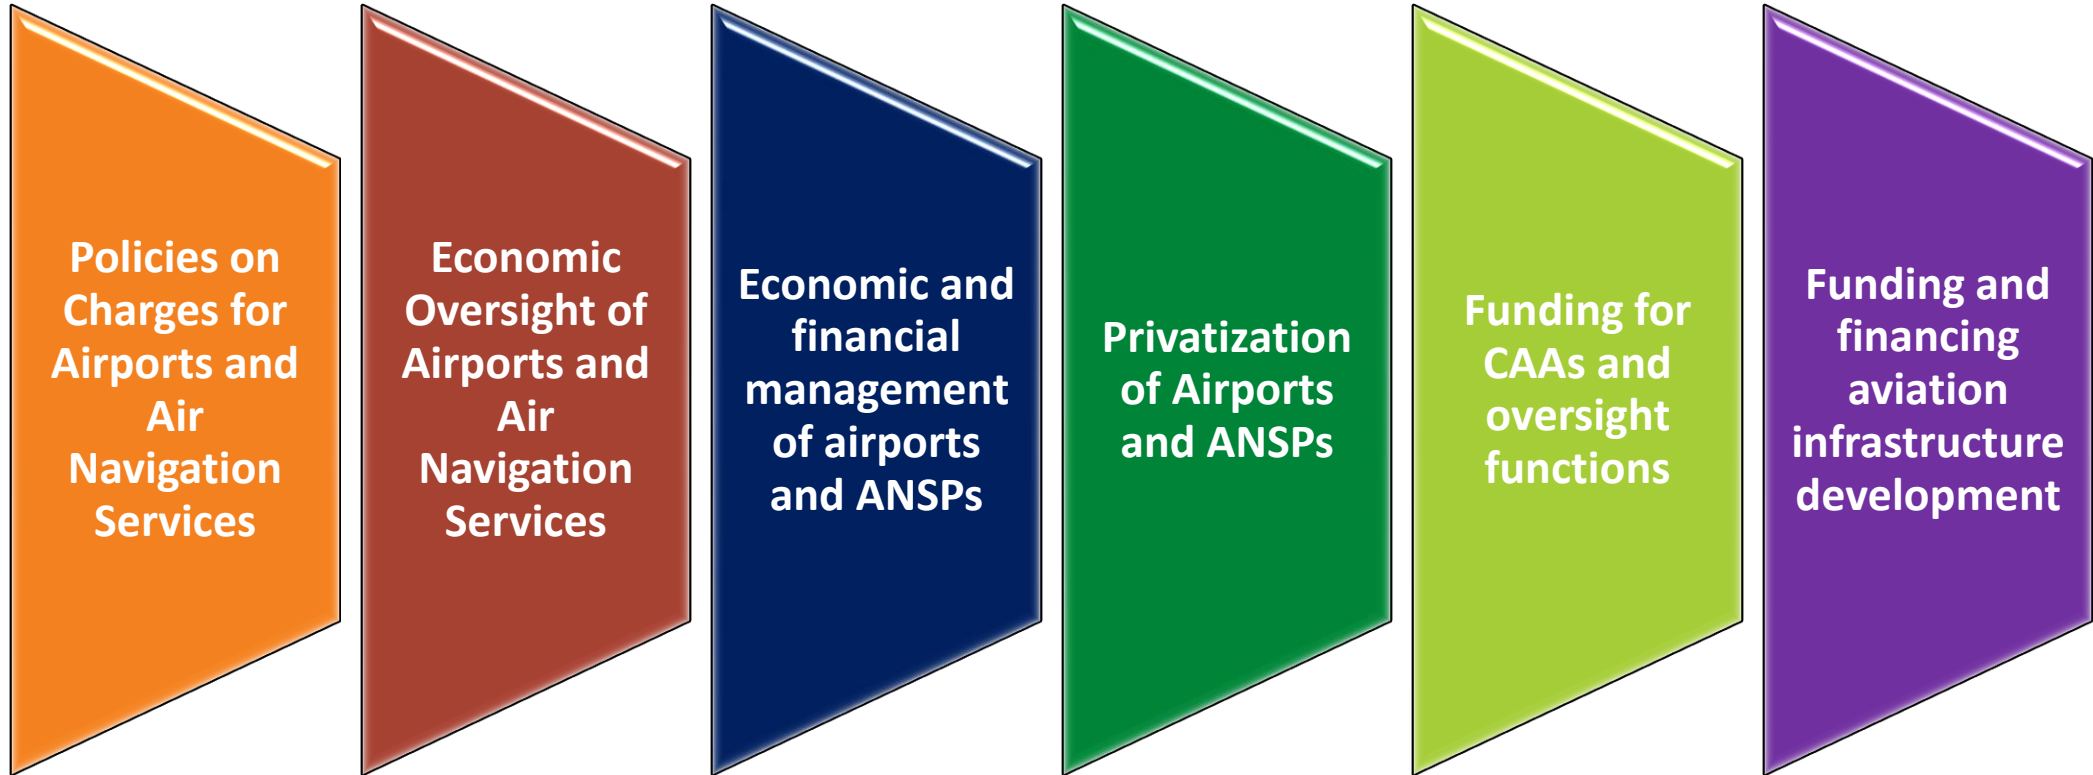 Policies on
Charges for
Airports and
Air
Navigation
Services
Economic
Oversight of
Airports and
Air
Navigation
Services
Economic and
financial
management
of airports
and ANSPs
Privatization
of Airports
and ANSPs
Funding for
CAAs and
oversight
functions
Funding and
financing
aviation
infrastructure
development